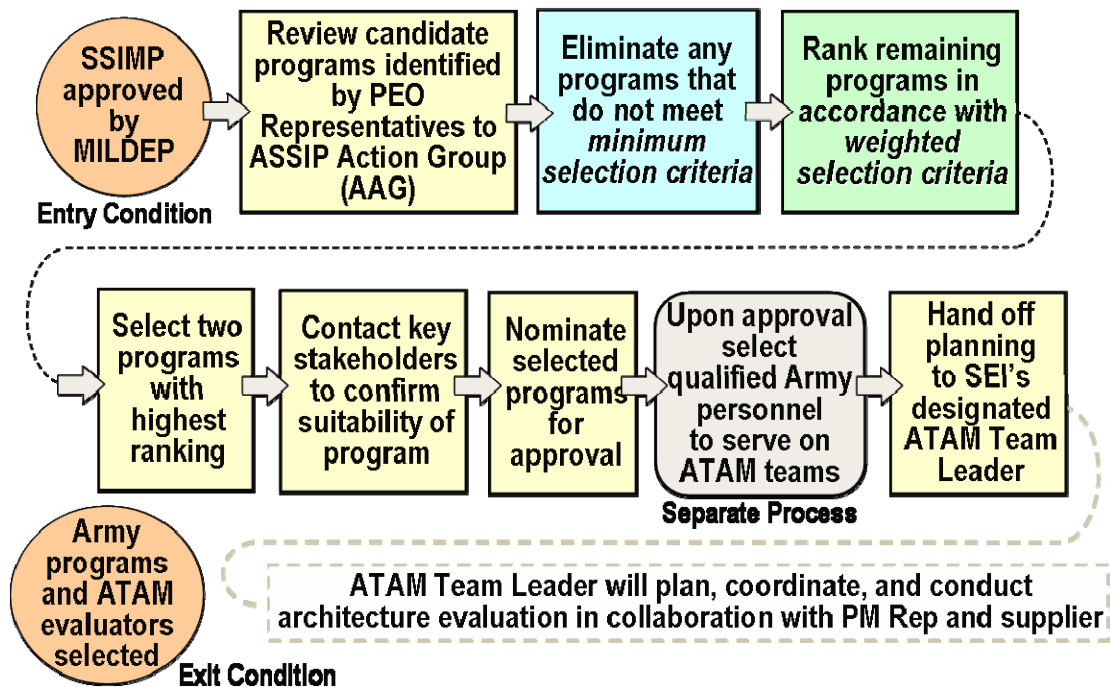 SSIMP
approved
by
MILDEP
Entry Condition
Review candidate
programs identified
by PEO
Representatives to
ASSIP Action Group
(AAG)
Eliminate any
programs that
do not meet
minimum
selection criteria
Rank remaining
programs in
accordance with
weighted
selection criteria
Select two
programs
with
highest
ranking
Contact key
stakeholders
to confirm
suitability of
program
Nominate
selected
programs
for
approval
Upon approval
select
qualified Army
personnel
to serve on
ATAM teams
Separate Process
Hand off
planning
to SEI's
designated
ATAM Team
Leader
Army
programs
and ATAM
evaluators
selected
Exit Condition
ATAM Team Leader will plan, coordinate, and conduct
architecture evaluation in collaboration with PM Rep and supplier